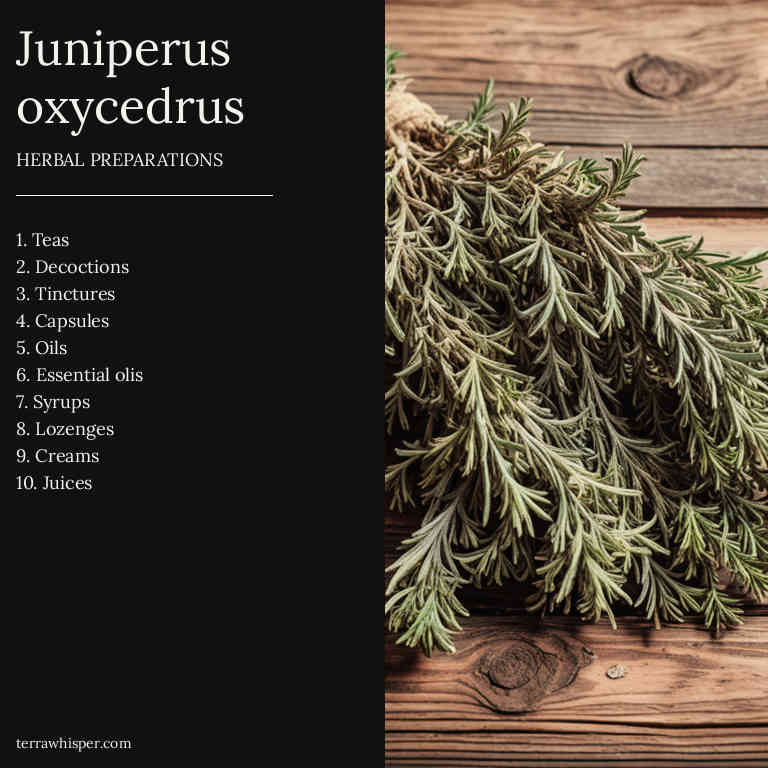 Juniperus
oxycedrus
HERBAL PREPARATIONS
1. Teas
2. Decoctions
3. Tinctures
4. Capsules
5. Oils
6. Essential olis
7. Syrups
8. Lozenges
9. Creams
10. Juices
terrawhisper.com